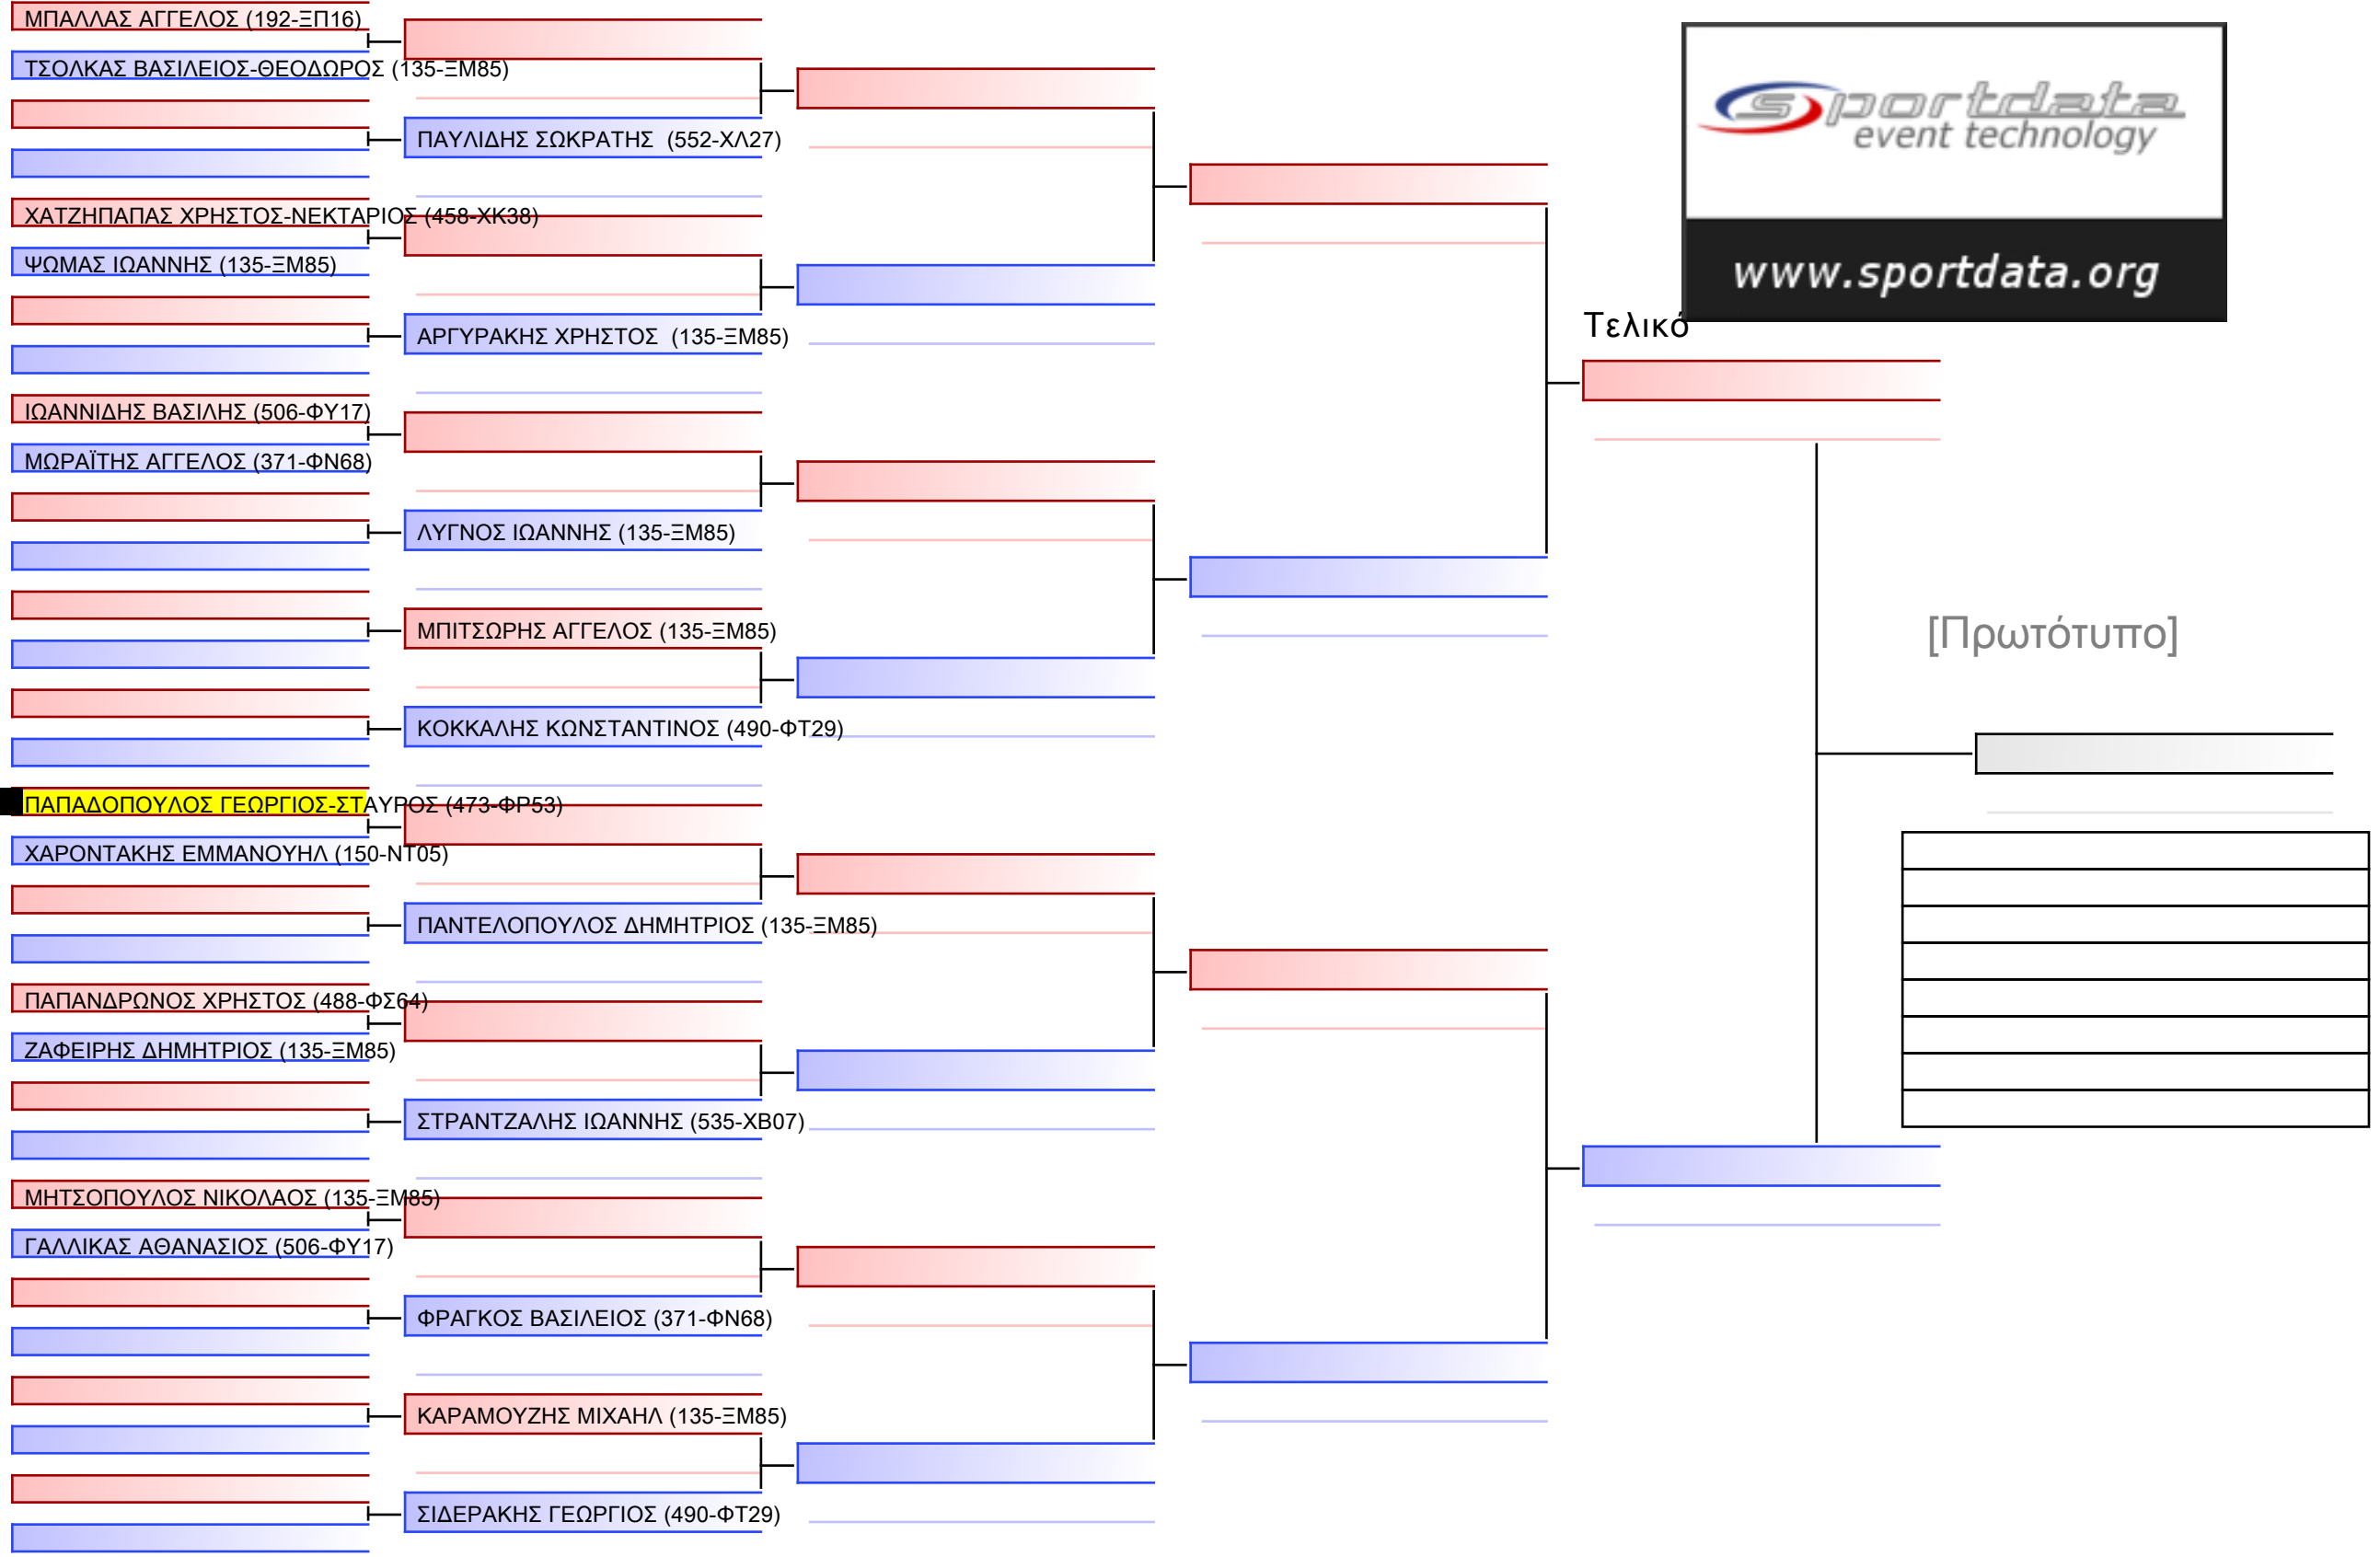 ΜΠΑΛΛΑΣ ΑΓΓΕΛΟΣ (192-ΞΠ16)
ΤΣΟΛΚΑΣ ΒΑΣΙΛΕΙΟΣ-ΘΕΟΔΩΡΟΣ (135-ΞΜ85)
ΠΑΥΛΙΔΗΣ ΣΩΚΡΑΤΗΣ (552-ΧΛ27)
ΧΑΤΖΗΠΑΠΑΣ ΧΡΗΣΤΟΣ-ΝΕΚΤΑΡΙΟΣ (458-ΧΚ38)
ΨΩΜΑΣ ΙΩΑΝΝΗΣ (135-ΞΜ85)
ΑΡΓΥΡΑΚΗΣ ΧΡΗΣΤΟΣ (135-ΞΜ85)
ΙΩΑΝΝΙΔΗΣ ΒΑΣΙΛΗΣ (506-ΦΥ17)
ΜΩΡΑΪΤΗΣ ΑΓΓΕΛΟΣ (371-ΦΝ68)
ΛΥΓΝΟΣ ΙΩΑΝΝΗΣ (135-ΞΜ85)
ΜΠΙΤΣΩΡΗΣ ΑΓΓΕΛΟΣ (135-ΞΜ85)
ΚΟΚΚΑΛΗΣ ΚΩΝΣΤΑΝΤΙΝΟΣ (490-ΦΤ29)
ΠΑΠΑΔΟΠΟΥΛΟΣ ΓΕΩΡΓΙΟΣ-ΣΤΑΥΡΟΣ (473-ΦΡ53)
ΧΑΡΟΝΤΑΚΗΣ ΕΜΜΑΝΟΥΗΛ (150-ΝΤ05)
ΠΑΝΤΕΛΟΠΟΥΛΟΣ ΔΗΜΗΤΡΙΟΣ (135-ΞΜ85)
ΠΑΠΑΝΔΡΩΝΟΣ ΧΡΗΣΤΟΣ (488-ΦΣ64)
ΖΑΦΕΙΡΗΣ ΔΗΜΗΤΡΙΟΣ (135-ΞΜ85)
ΣΤΡΑΝΤΖΑΛΗΣ ΙΩΑΝΝΗΣ (535-ΧΒ07)
ΜΗΤΣΟΠΟΥΛΟΣ ΝΙΚΟΛΑΟΣ (135-ΞΜ85)
ΓΑΛΛΙΚΑΣ ΑΘΑΝΑΣΙΟΣ (506-ΦΥ17)
ΦΡΑΓΚΟΣ ΒΑΣΙΛΕΙΟΣ (371-ΦΝ68)
ΚΑΡΑΜΟΥΖΗΣ ΜΙΧΑΗΛ (135-ΞΜ85)
ΣΙΔΕΡΑΚΗΣ ΓΕΩΡΓΙΟΣ (490-ΦΤ29)
sportdata
event technology
www.sportdata.org
Τελικό
[Πρωτότυπο]